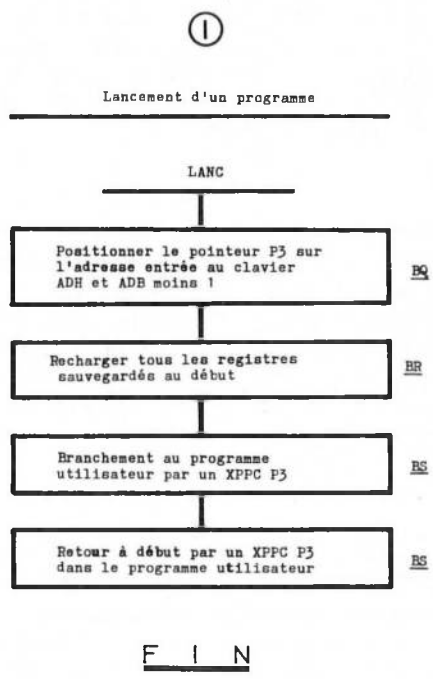 1
Lancement d'un programme
LANC
Positionner le pointeur P3 sur
l'adresse entrée au clavier
ADH et ADB moins 1
BQ
Recharger tous les registres
sauvegardés au début
BR
Branchement au programme
utilisateur par un XPPC P3
BS
Retour à début par un XPPC P3
dans le programme utilisateur
BS
F I N